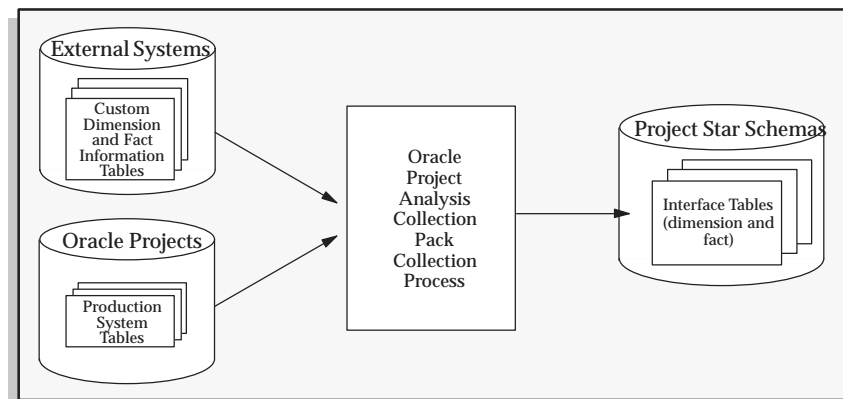 External Systems
Custom
Dimension
and Fact
Information
Tables
Oracle Projects
Production
System
Tables
Oracle
Project
Analysis
Collection
Pack
Collection
Process
Project Star Schemas
Interface Tables
(dimension and
fact)